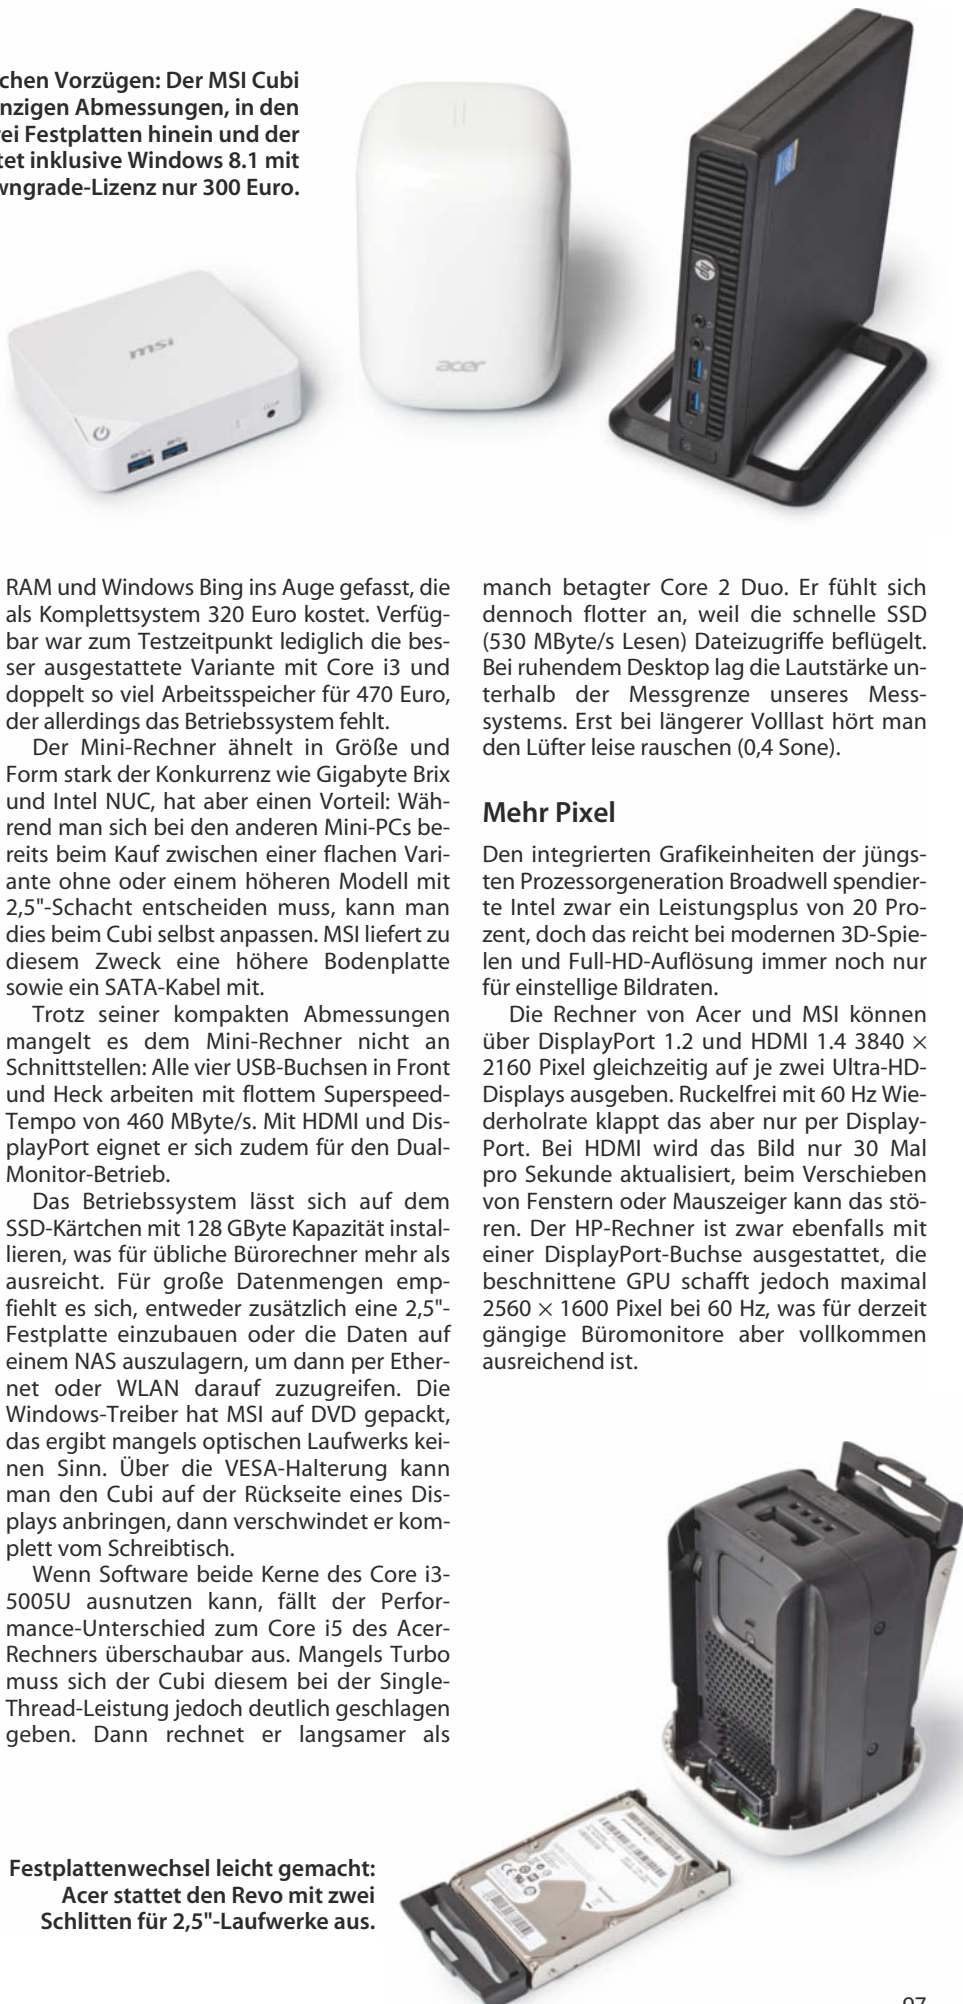 chen Vorzügen: Der MSI Cubi
nzigen Abmessungen, in den
rei Festplatten hinein und der
tet inklusive Windows 8.1 mit
wngrade-Lizenz nur 300 Euro.
msi
acer
hp
RAM und Windows Bing ins Auge gefasst, die
als Komplettsystem 320 Euro kostet. Verfüg-
bar war zum Testzeitpunkt lediglich die bes-
ser ausgestattete Variante mit Core i3 und
doppelt so viel Arbeitsspeicher für 470 Euro,
der allerdings das Betriebssystem fehlt.
Der Mini-Rechner ähnelt in Größe und
Form stark der Konkurrenz wie Gigabyte Brix
und Intel NUC, hat aber einen Vorteil: Wäh-
rend man sich bei den anderen Mini-PCs be-
reits beim Kauf zwischen einer flachen Vari-
ante ohne oder einem höheren Modell mit
2,5"-Schacht entscheiden muss, kann man
dies beim Cubi selbst anpassen. MSI liefert zu
diesem Zweck eine höhere Bodenplatte
sowie ein SATA-Kabel mit.
Trotz seiner kompakten Abmessungen
mangelt es dem Mini-Rechner nicht an
Schnittstellen: Alle vier USB-Buchsen in Front
und Heck arbeiten mit flottem Superspeed-
Tempo von 460 MByte/s. Mit HDMI und Dis-
playPort eignet er sich zudem für den Dual-
Monitor-Betrieb.
Das Betriebssystem lässt sich auf dem
SSD-Kärtchen mit 128 GByte Kapazität instal-
lieren, was für übliche Bürorechner mehr als
ausreicht. Für große Datenmengen emp-
fiehlt es sich, entweder zusätzlich eine 2,5"-
Festplatte einzubauen oder die Daten auf
einem NAS auszulagern, um dann per Ether-
net oder WLAN darauf zuzugreifen. Die
Windows-Treiber hat MSI auf DVD gepackt,
das ergibt mangels optischen Laufwerks kei-
nen Sinn. Über die VESA-Halterung kann
man den Cubi auf der Rückseite eines Dis-
plays anbringen, dann verschwindet er kom-
plett vom Schreibtisch.
Wenn Software beide Kerne des Core i3-
5005U ausnutzen kann, fällt der Perfor-
mance-Unterschied zum Core i5 des Acer-
Rechners überschaubar aus. Mangels Turbo
muss sich der Cubi diesem bei der Single-
Thread-Leistung jedoch deutlich geschlagen
geben. Dann rechnet er langsamer als
manch betagter Core 2 Duo. Er fühlt sich
dennoch flotter an, weil die schnelle SSD
(530 MByte/s Lesen) Dateizugriffe beflügelt.
Bei ruhendem Desktop lag die Lautstärke un-
terhalb der Messgrenze unseres Mess-
systems. Erst bei längerer Volllast hört man
den Lüfter leise rauschen (0,4 Sone).
Mehr Pixel
Den integrierten Grafikeinheiten der jüngs-
ten Prozessorgeneration Broadwell spendier-
te Intel zwar ein Leistungsplus von 20 Pro-
zent, doch das reicht bei modernen 3D-Spie-
len und Full-HD-Auflösung immer noch nur
für einstellige Bildraten.
Die Rechner von Acer und MSI können
über DisplayPort 1.2 und HDMI 1.4 3840 ×
2160 Pixel gleichzeitig auf je zwei Ultra-HD-
Displays ausgeben. Ruckelfrei mit 60 Hz Wie-
derholrate klappt das aber nur per Display-
Port. Bei HDMI wird das Bild nur 30 Mal
pro Sekunde aktualisiert, beim Verschieben
von Fenstern oder Mauszeiger kann das stö-
ren. Der HP-Rechner ist zwar ebenfalls mit
einer DisplayPort-Buchse ausgestattet, die
beschnittene GPU schafft jedoch maximal
2560 × 1600 Pixel bei 60 Hz, was für derzeit
gängige Büromonitore aber vollkommen
ausreichend ist.
Festplattenwechsel leicht gemacht:
Acer stattet den Revo mit zwei
Schlitten für 2,5"-Laufwerke aus.
97